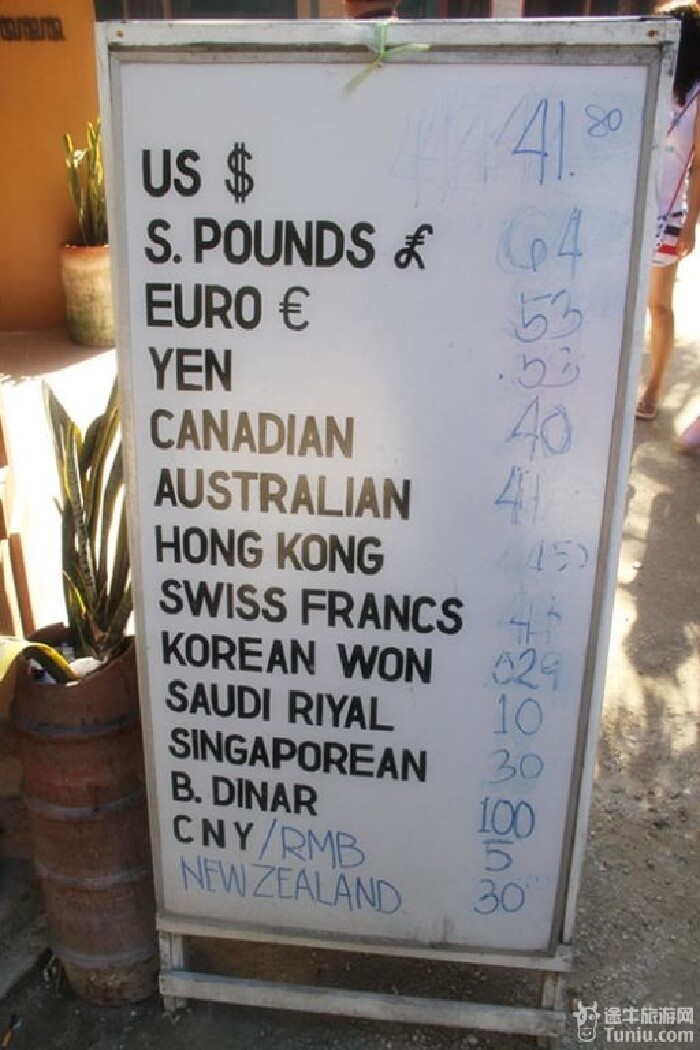 US $ 41.80
S. POUNDS £ 64
EURO € 53
YEN .53
CANADIAN 40
AUSTRALIAN 41
HONG KONG
SWISS FRANCS
KOREAN WON .029
SAUDI RIYAL 10
SINGAPOREAN 30
B. DINAR 100
CNY/RMB 5
NEW ZEALAND 30
途牛旅游网
Tuniu.com